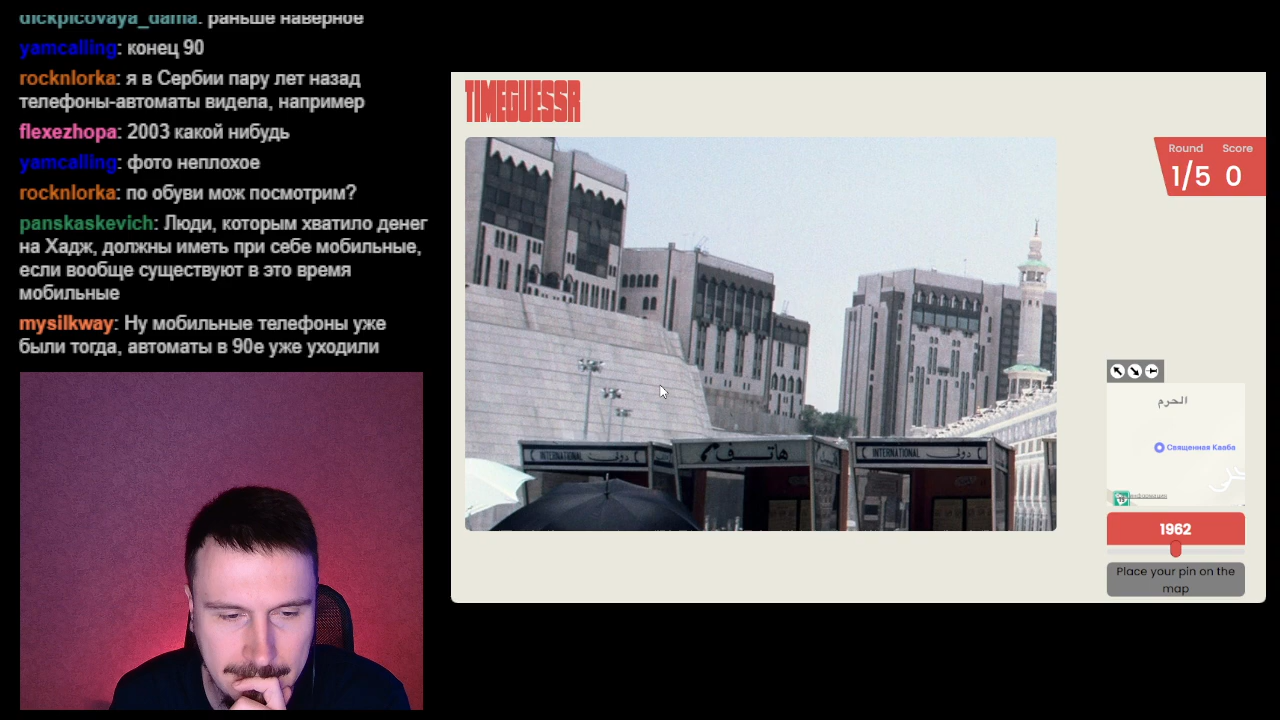 dickpicovaya_dama: раньше наверное
yamcalling: конец 90
rocknlorka: я в Сербии пару лет назад
телефоны-автоматы видела, например
flexezhopa: 2003 какой нибудь
yamcalling: фото неплохое
rocknlorka: по обуви мож посмотрим?
panskaskevich: Люди, которым хватило денег
на Хадж, должны иметь при себе мобильные,
если вообще существуют в это время
мобильные
mysilkway: Ну мобильные телефоны уже
были тогда, автоматы в 90е уже уходили
TIMEGUESSR
Round Score
1/5 0
INTERNATIONAL دولي
هاتف
INTERNATIONAL دولي
الحرم
Священная Кааба
1962
Place your pin on the
map